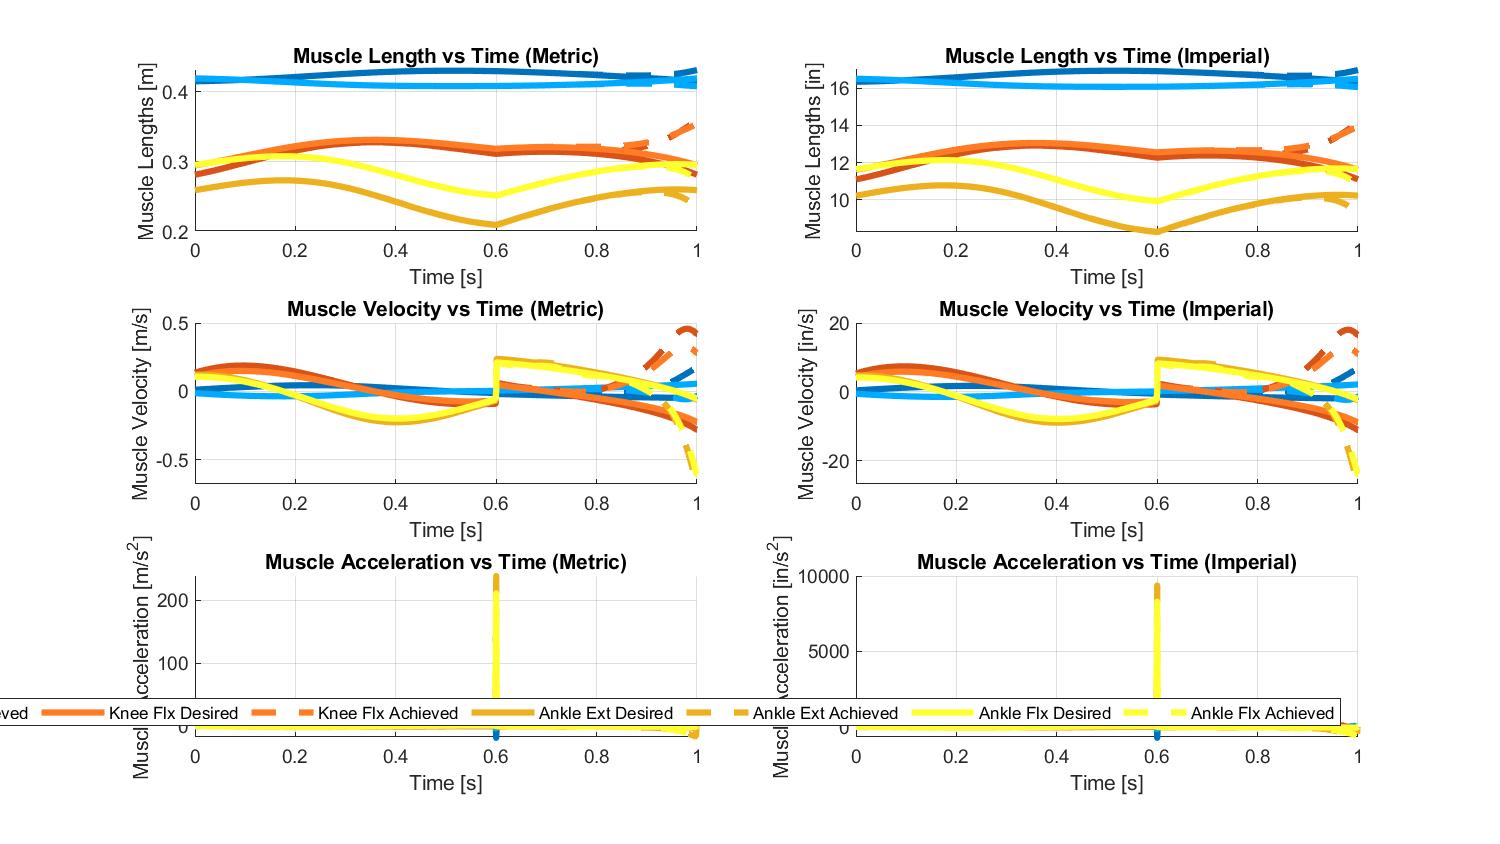 Muscle Length vs Time (Metric)
Muscle Lengths [m]
0.4
0.3
0.2
0 0.2 0.4 0.6 0.8 1
Time [s]
Muscle Length vs Time (Imperial)
Muscle Lengths [in]
16
14
12
10
0 0.2 0.4 0.6 0.8 1
Time [s]
Muscle Velocity vs Time (Metric)
Muscle Velocity [m/s]
0.5
0
-0.5
0 0.2 0.4 0.6 0.8 1
Time [s]
Muscle Velocity vs Time (Imperial)
Muscle Velocity [in/s]
20
0
-20
0 0.2 0.4 0.6 0.8 1
Time [s]
Muscle Acceleration vs Time (Metric)
Acceleration [m/s²]
200
100
0
0 0.2 0.4 0.6 0.8 1
Time [s]
Muscle Acceleration vs Time (Imperial)
Acceleration [in/s²]
10000
5000
0
0 0.2 0.4 0.6 0.8 1
Time [s]
Knee Flx Desired Knee Flx Achieved Ankle Ext Desired Ankle Ext Achieved Ankle Flx Desired Ankle Flx Achieved